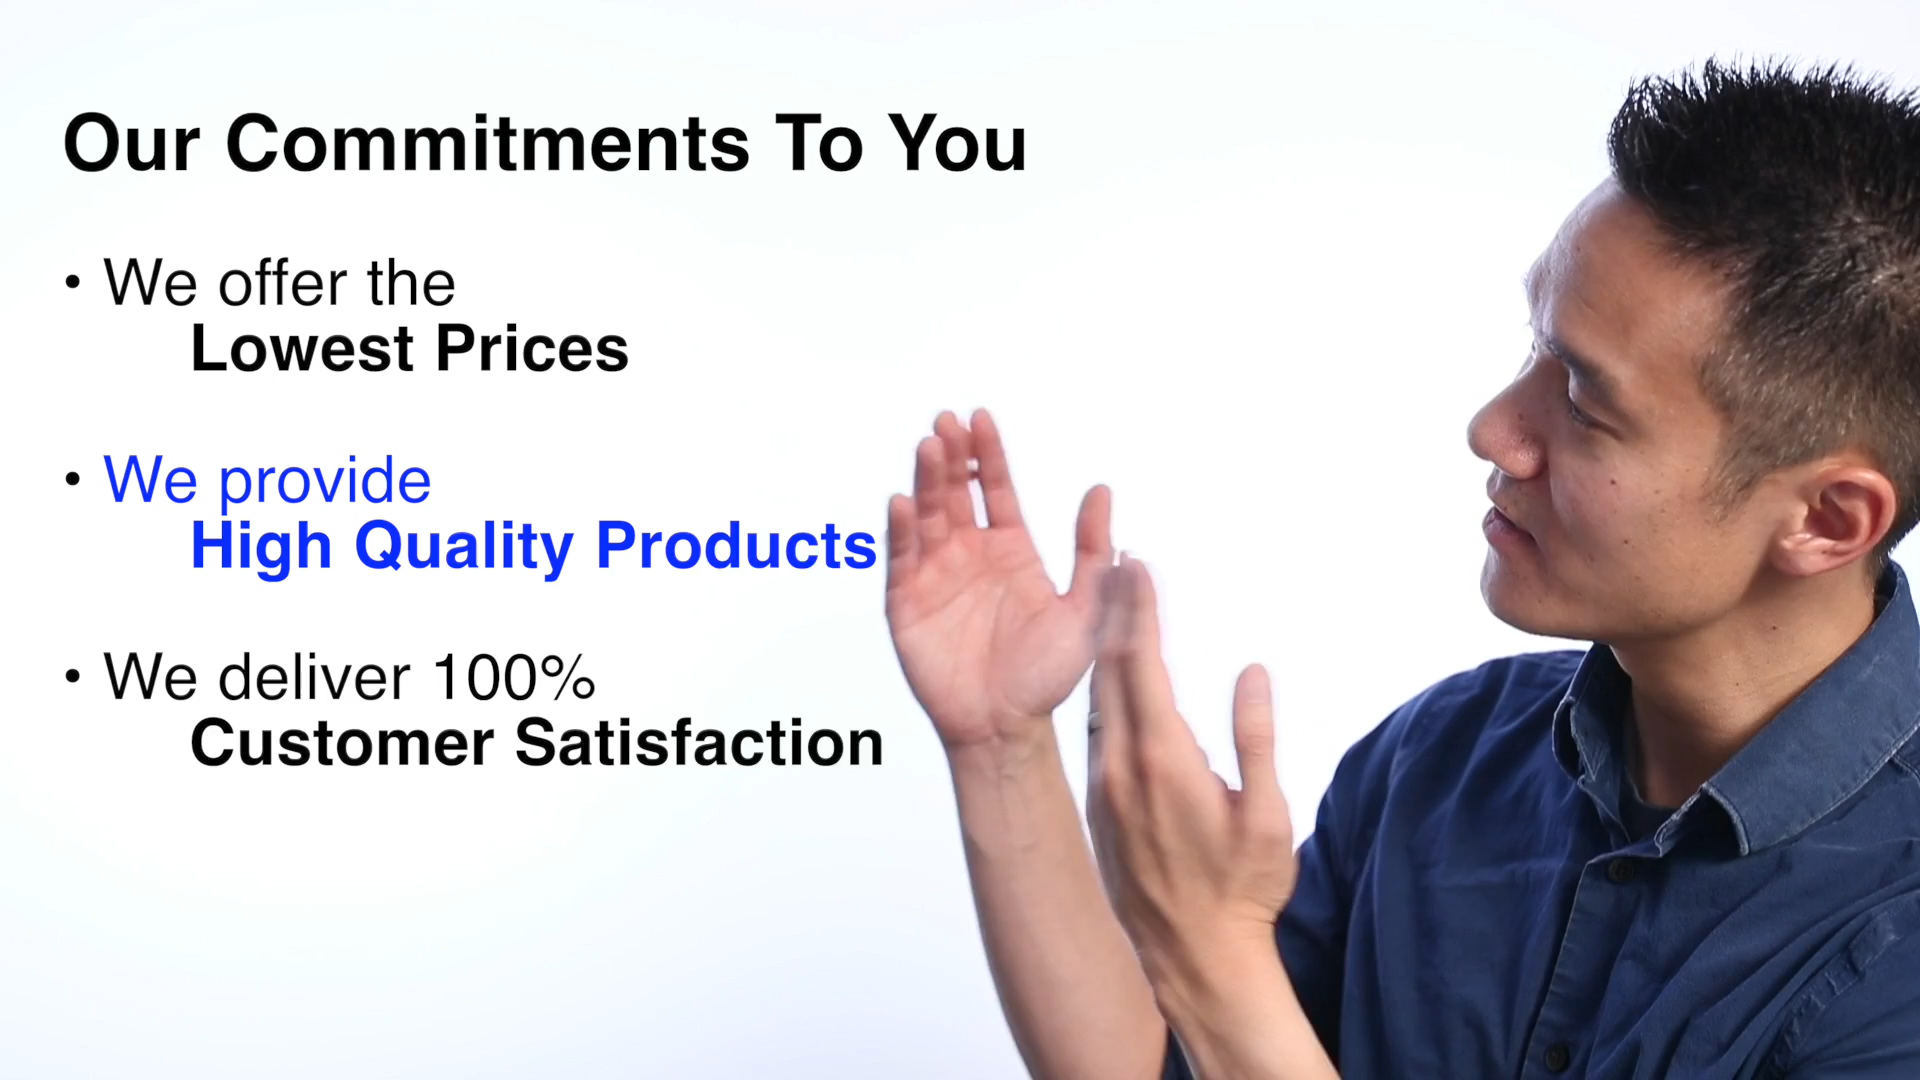 Our Commitments To You
• We offer the
Lowest Prices
• We provide
High Quality Products
• We deliver 100%
Customer Satisfaction